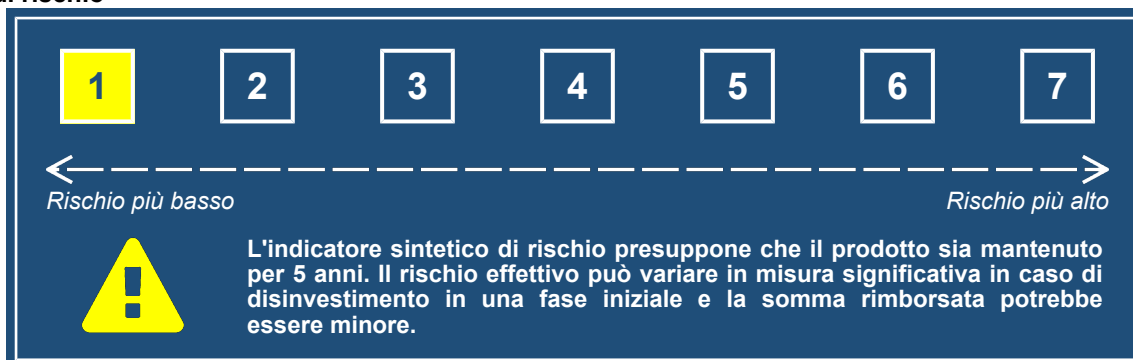 di rischio
1 2 3 4 5 6 7
Rischio più basso Rischio più alto
L'indicatore sintetico di rischio presuppone che il prodotto sia mantenuto
per 5 anni. Il rischio effettivo può variare in misura significativa in caso di
disinvestimento in una fase iniziale e la somma rimborsata potrebbe
essere minore.